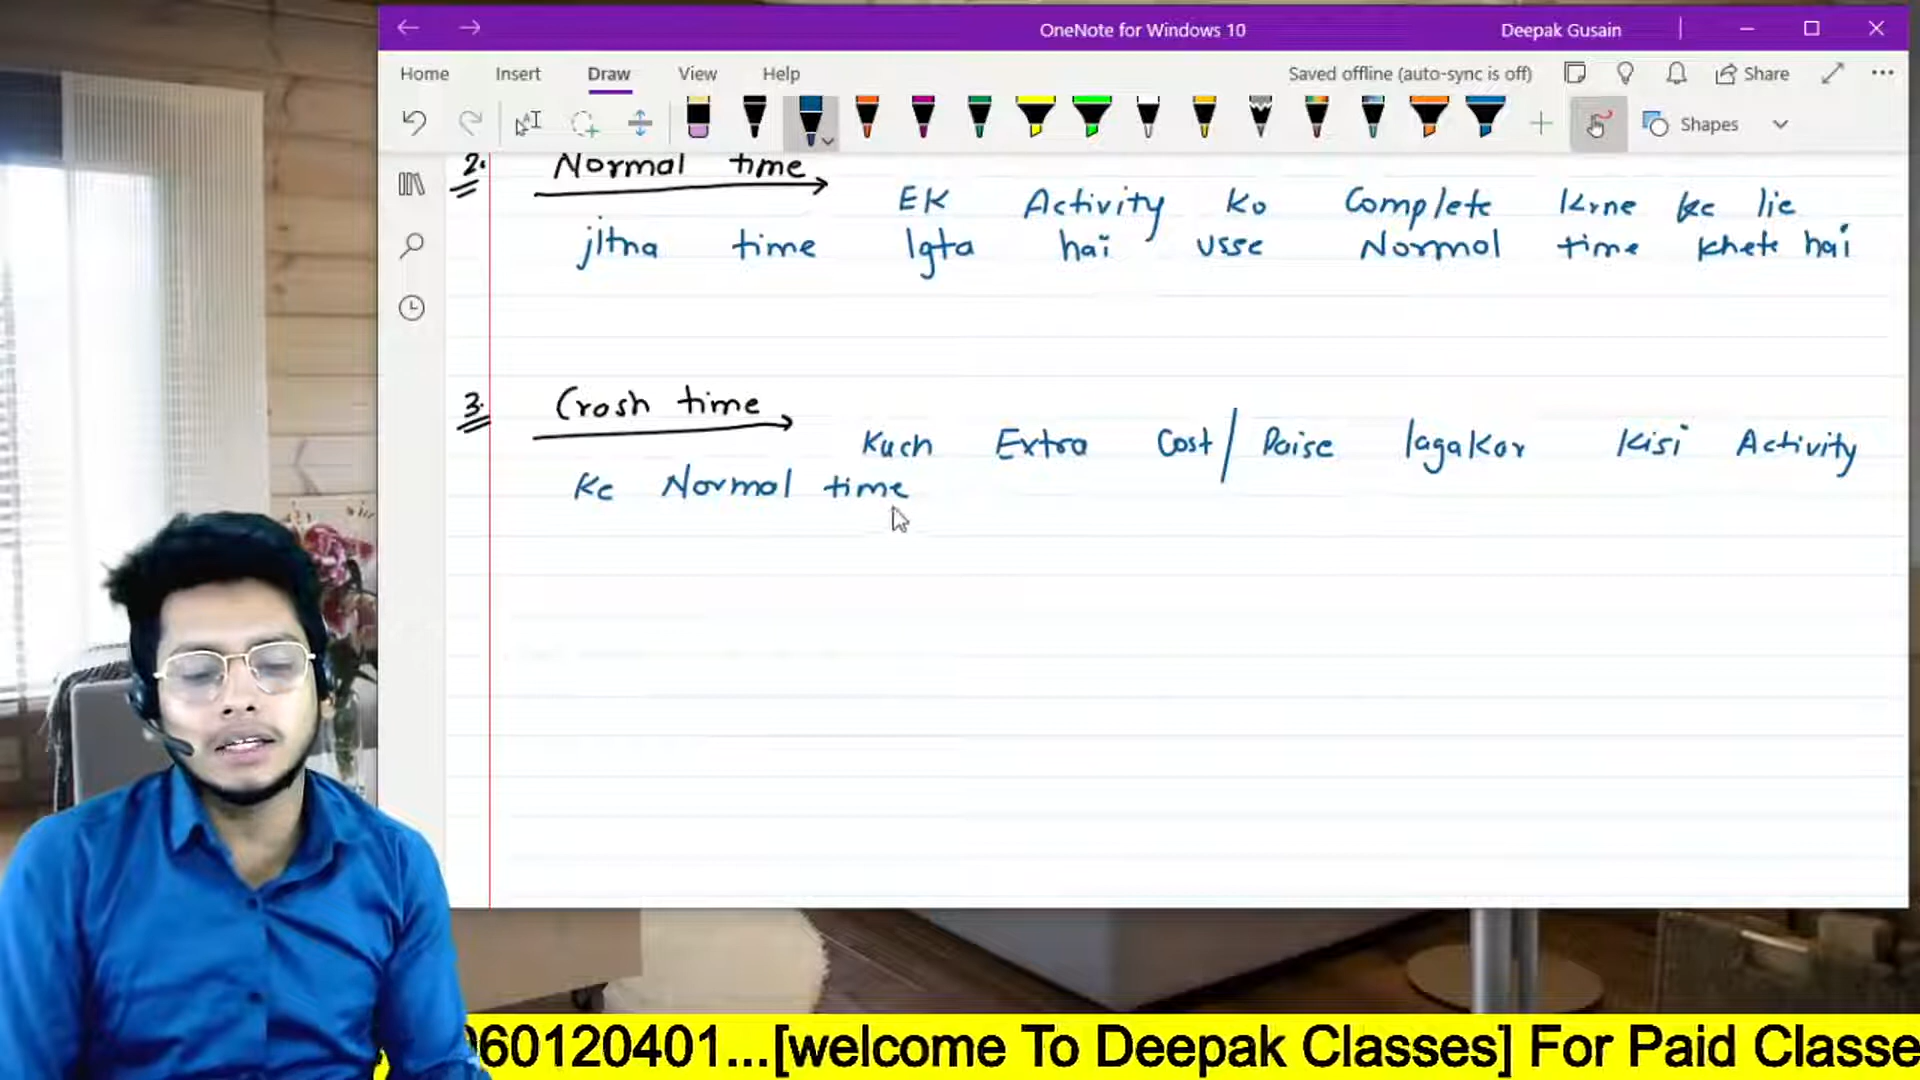 OneNote for Windows 10
Deepak Gusain
Home Insert Draw View Help
Saved offline (auto-sync is off) Share
Shapes
2. Normal time
EK Activity ko Complete Krne ke lie
jitna time lgta hai usse Normal time khete hai
3. Crash time
Kuch Extra Cost/ Paise lagakar Kisi Activity
Ke Normal time
060120401...[welcome To Deepak Classes] For Paid Classe